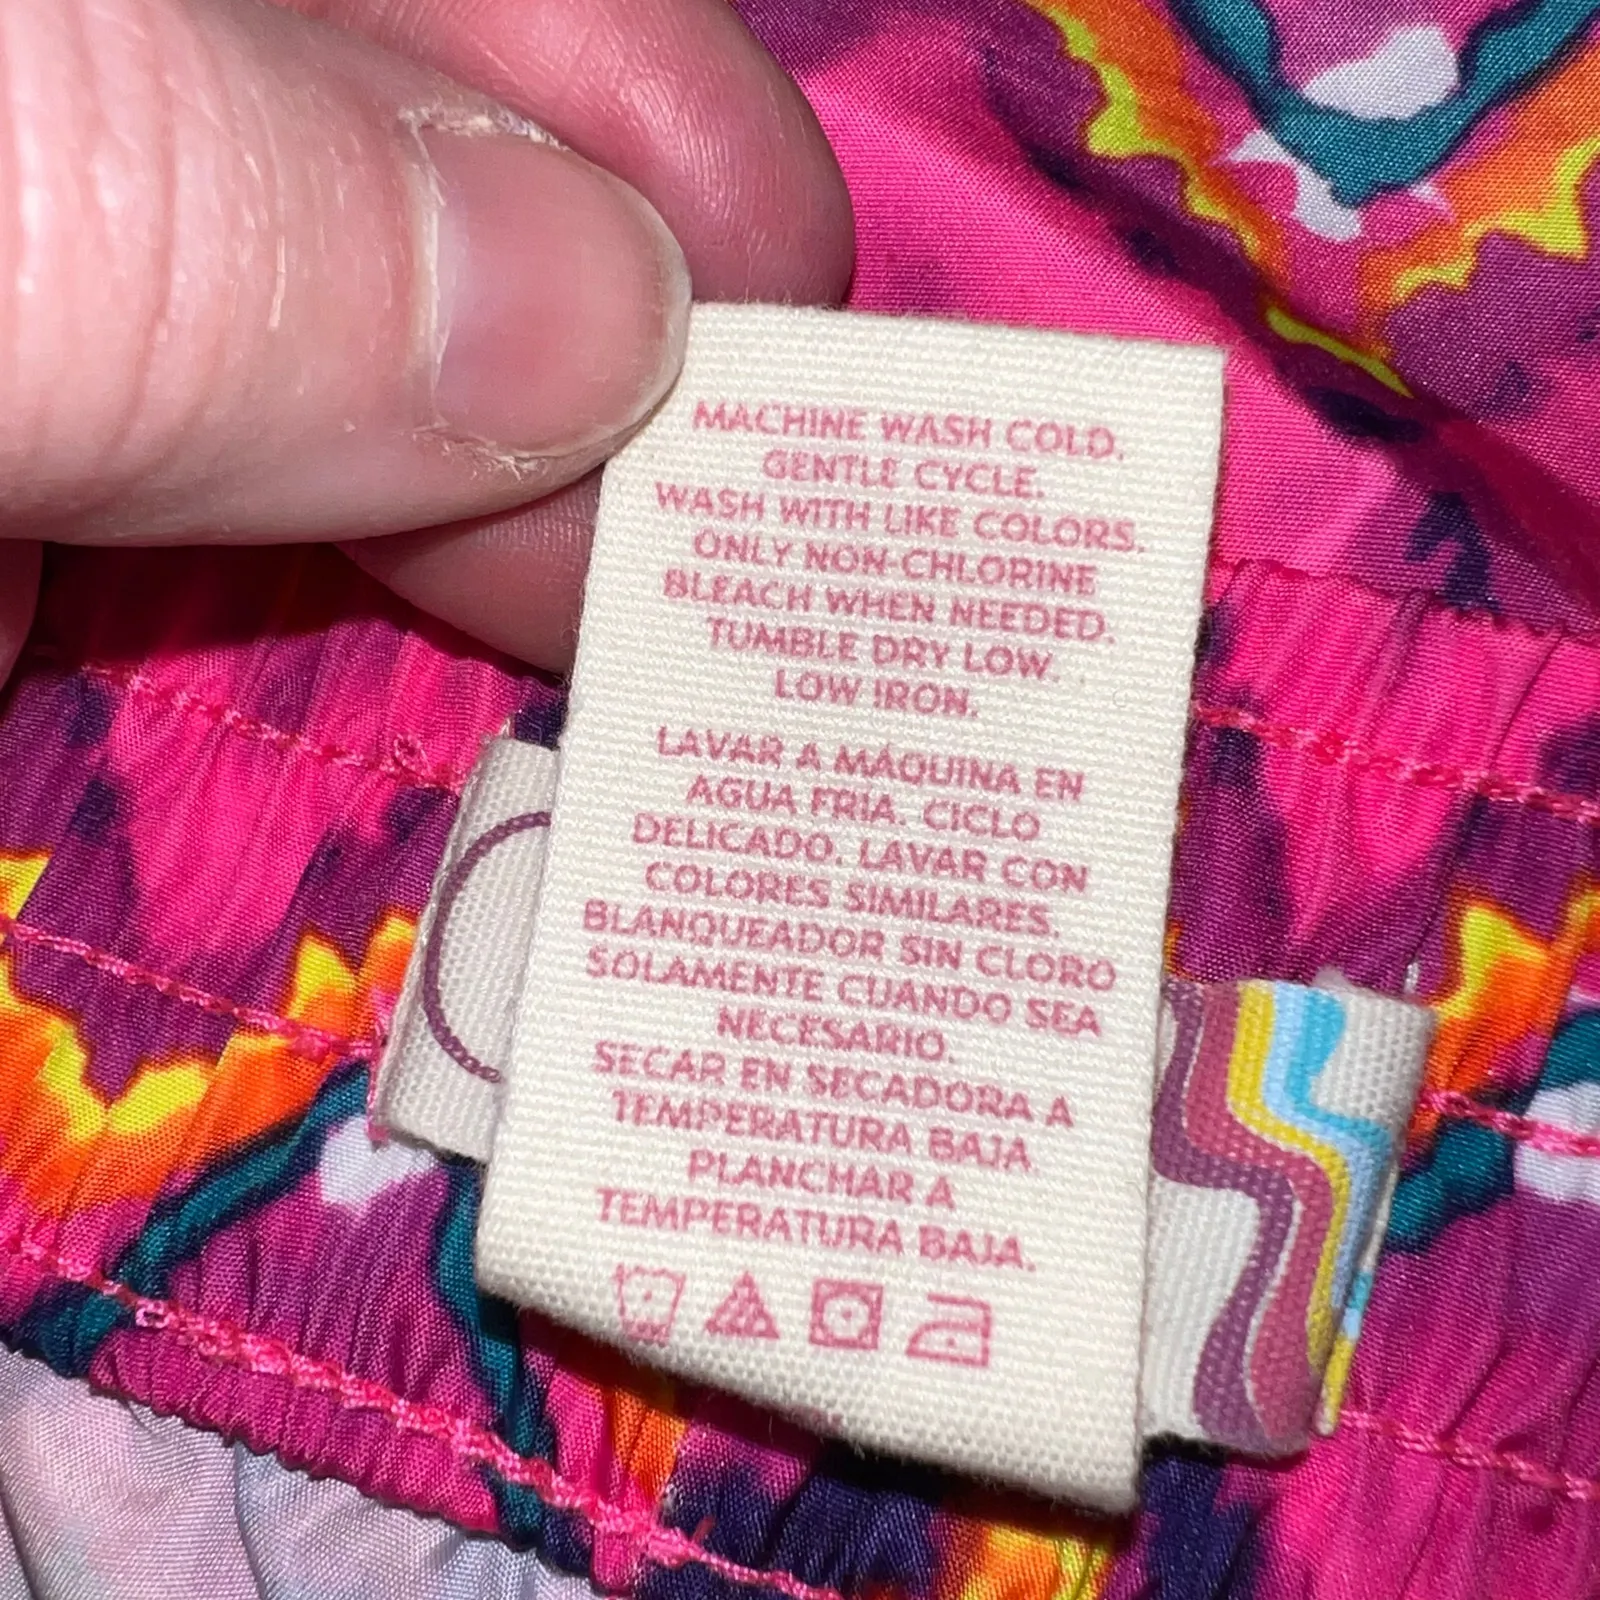 MACHINE WASH COLD.
GENTLE CYCLE.
WASH WITH LIKE COLORS.
ONLY NON-CHLORINE
BLEACH WHEN NEEDED.
TUMBLE DRY LOW.
LOW IRON.
LAVAR A MÁQUINA EN
AGUA FRIA. CICLO
DELICADO. LAVAR CON
COLORES SIMILARES.
BLANQUEADOR SIN CLORO
SOLAMENTE CUANDO SEA
NECESARIO.
SECAR EN SECADORA A
TEMPERATURA BAJA.
PLANCHAR A
TEMPERATURA BAJA.